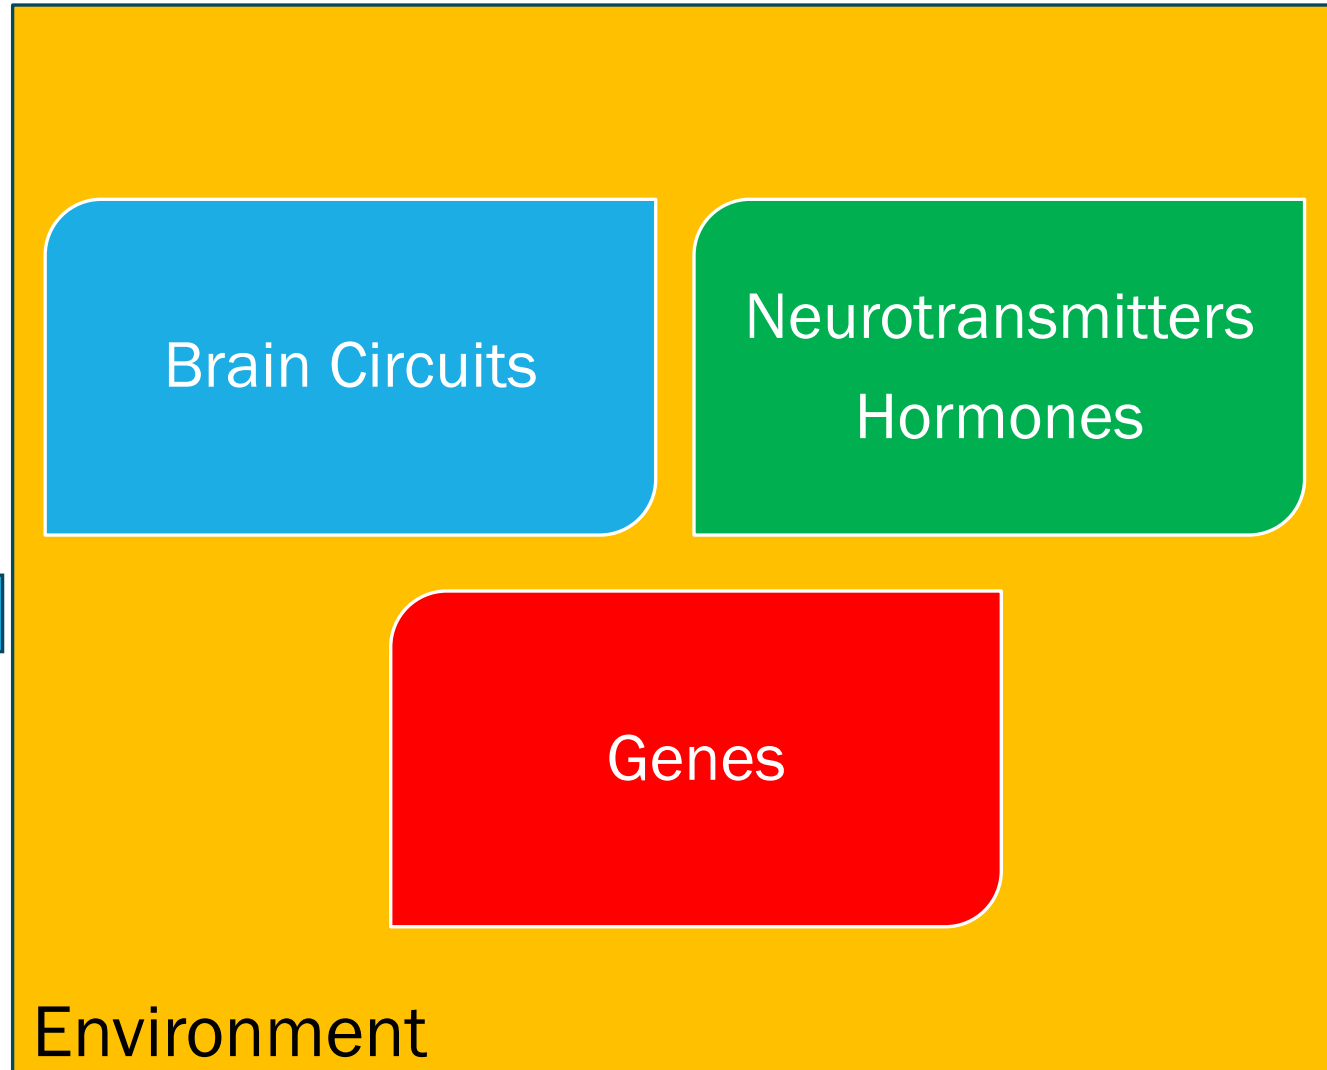 Brain Circuits
Neurotransmitters
Hormones
Genes
Environment